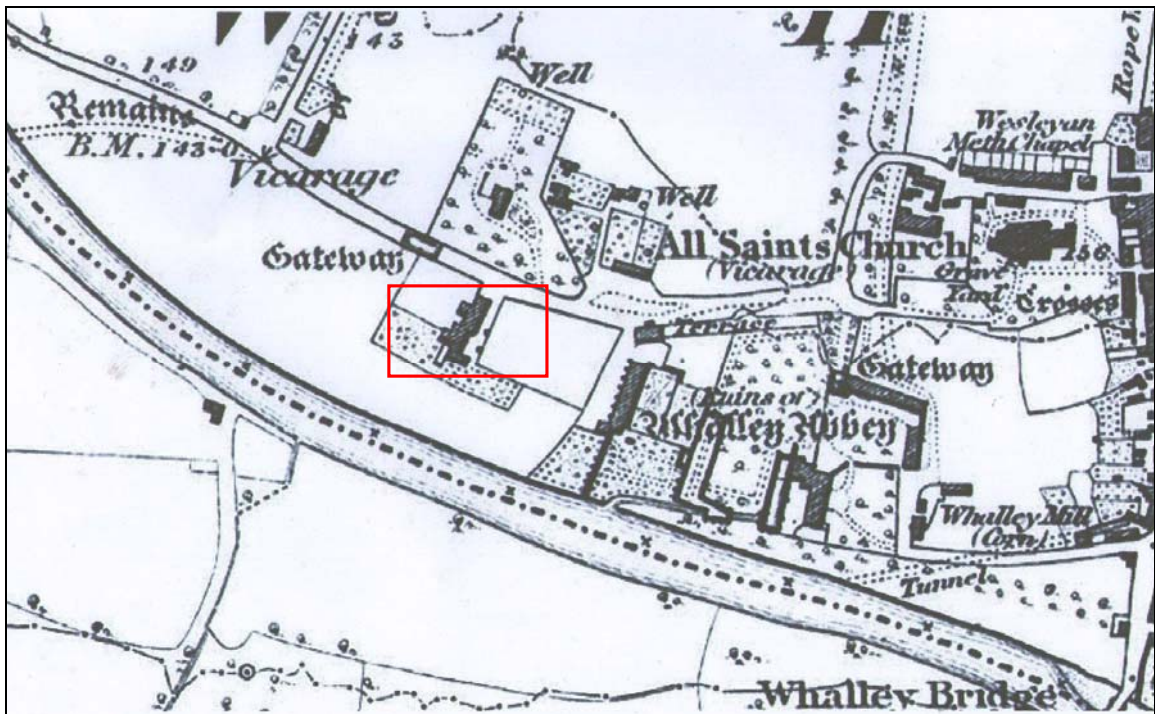 143
149
Well
Remains
B.M. 143·0
Vicarage
Wesleyan
Meth. Chapel
Well
All Saints Church
(Vicarage)
Gateway
Grave
Yard
156
Crosses
Terrace
Gateway
(Ruins of)
Whalley Abbey
Whalley Mill
(Corn)
Tunnel
Whalley Bridge